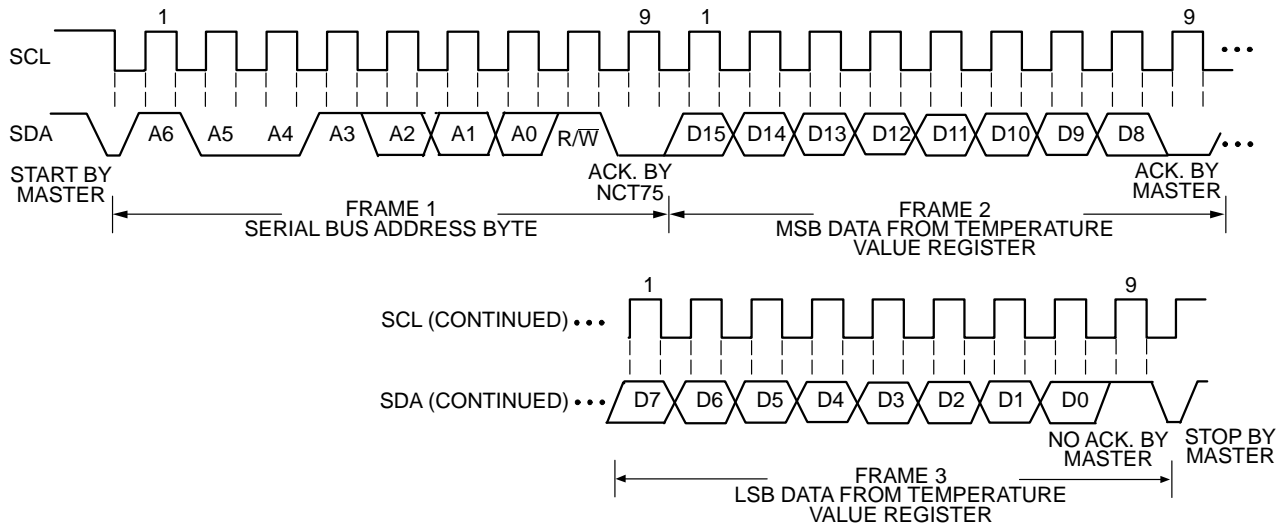 1 9 1 9
SCL
SDA A6 A5 A4 A3 A2 A1 A0 R/W̅ D15 D14 D13 D12 D11 D10 D9 D8
START BY
MASTER
ACK. BY
NCT75
ACK. BY
MASTER
FRAME 1
SERIAL BUS ADDRESS BYTE
FRAME 2
MSB DATA FROM TEMPERATURE
VALUE REGISTER
1 9
SCL (CONTINUED)
SDA (CONTINUED) D7 D6 D5 D4 D3 D2 D1 D0
NO ACK. BY
MASTER
STOP BY
MASTER
FRAME 3
LSB DATA FROM TEMPERATURE
VALUE REGISTER